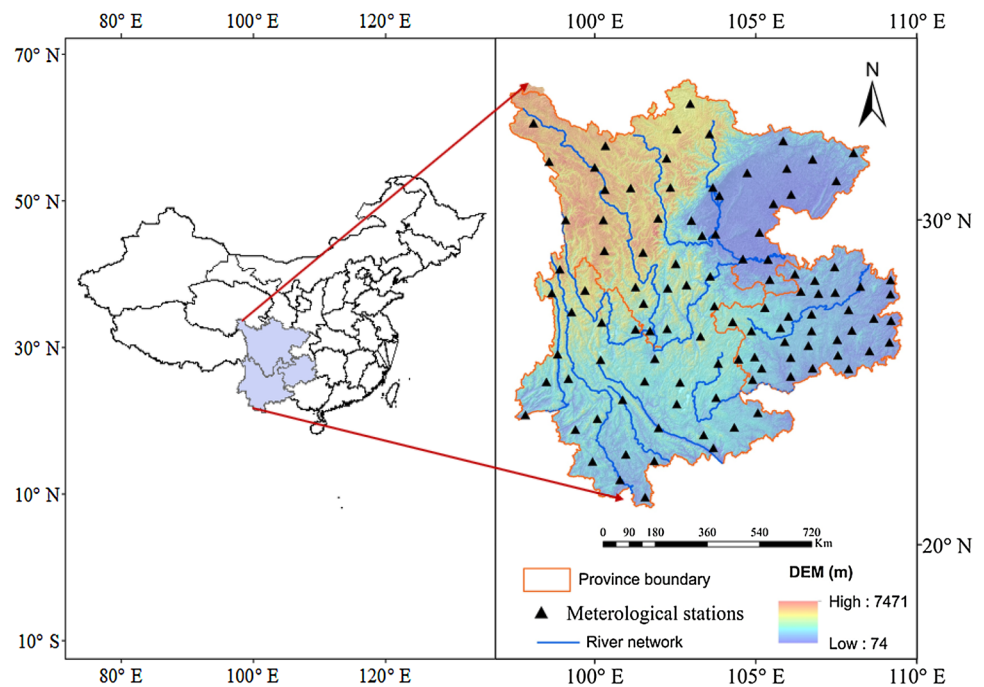 80° E 100° E 120° E 100° E 105° E 110° E
70° N
50° N
30° N
10° N
10° S
N
30° N
20° N
0 90 180 360 540 720
Km
Province boundary
Meterological stations
River network
DEM (m)
High : 7471
Low : 74
80° E 100° E 120° E 100° E 105° E 110° E